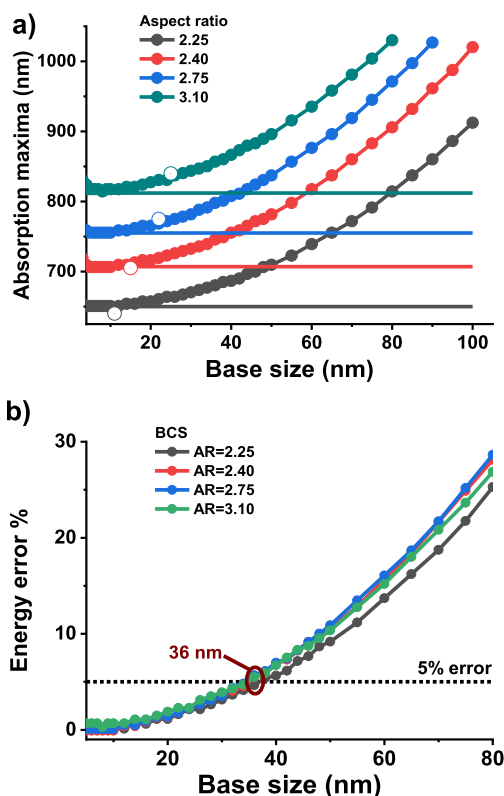 a)
Aspect ratio
2.25
2.40
2.75
3.10
Absorption maxima (nm)
1000
900
800
700
20
40
60
80
100
Base size (nm)
b)
BCS
AR=2.25
AR=2.40
AR=2.75
AR=3.10
Energy error %
30
20
10
0
36 nm
5% error
20
40
60
80
Base size (nm)